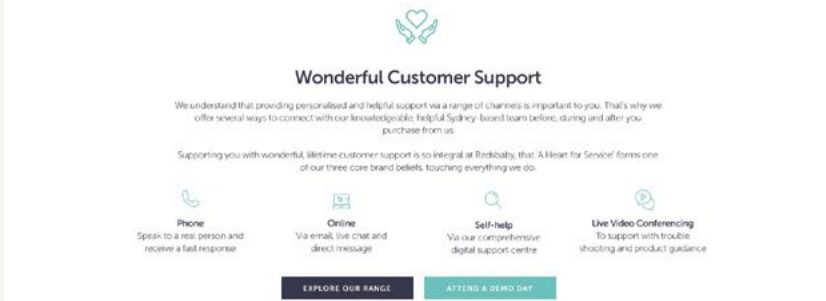 Wonderful Customer Support
We understand that providing personalised and helpful support via a range of channels is important to you. That's why we
offer several ways to connect with our knowledgeable, helpful Sydney-based team before, during and after you
purchase from us.
Supporting you with wonderful, lifetime customer support is so integral at Redsbaby, that 'A Heart for Service' forms one
of our three core brand beliefs, touching everything we do.
Phone
Speak to a real person and
receive a fast response
Online
Via email, live chat and
direct message
Self-help
Via our comprehensive
digital support centre
Live Video Conferencing
To support with trouble
shooting and product guidance
EXPLORE OUR RANGE
ATTEND A DEMO DAY